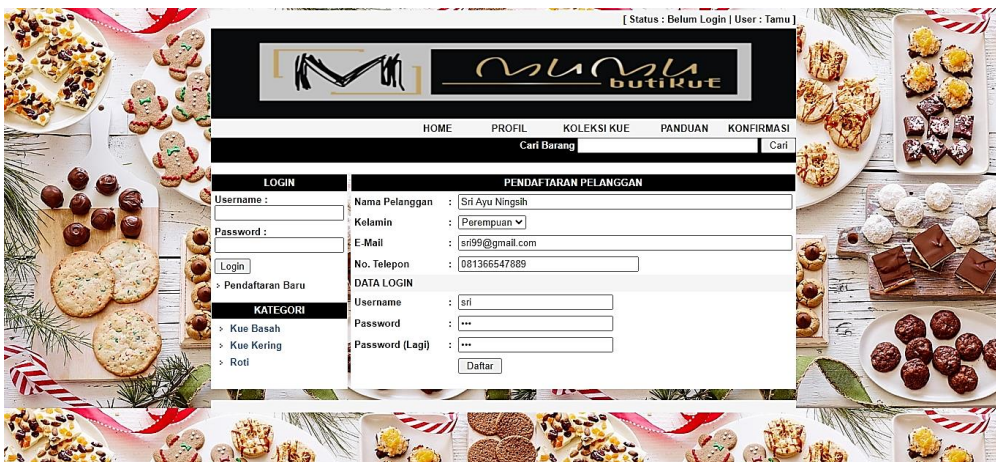 [ Status : Belum Login | User : Tamu ]
MUMU
butikue
HOME PROFIL KOLEKSI KUE PANDUAN KONFIRMASI
Cari Barang Cari
LOGIN
Username :
Password :
Login
> Pendaftaran Baru
KATEGORI
> Kue Basah
> Kue Kering
> Roti
PENDAFTARAN PELANGGAN
Nama Pelanggan : Sri Ayu Ningsih
Kelamin : Perempuan
E-Mail : sri99@gmail.com
No. Telepon : 081366547889
DATA LOGIN
Username : sri
Password : •••
Password (Lagi) : •••
Daftar